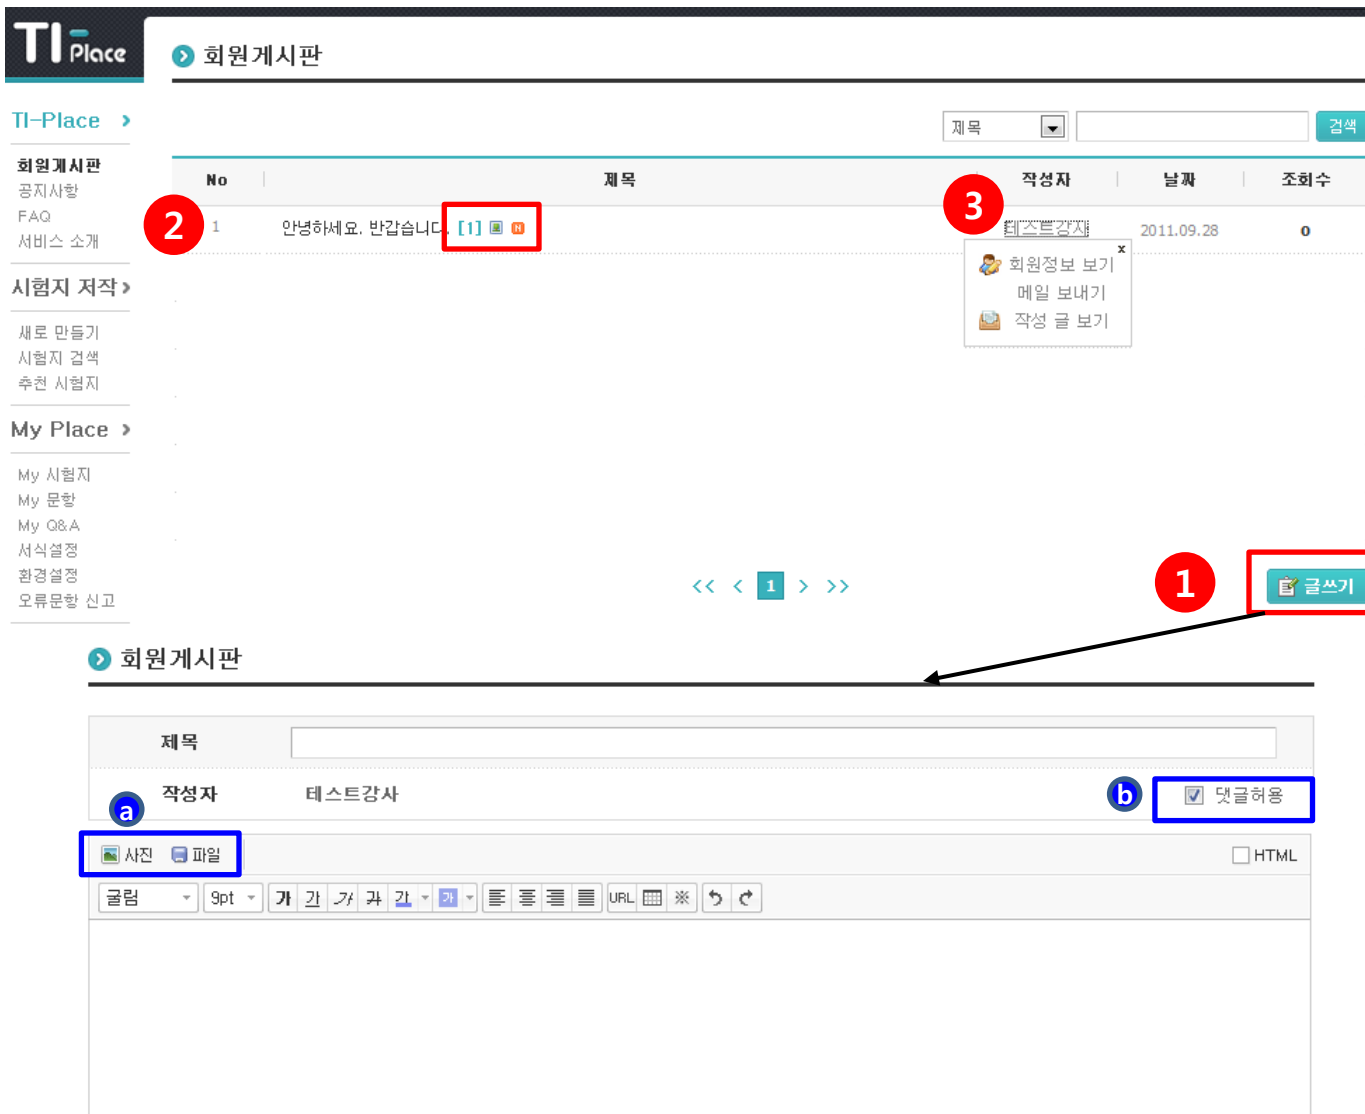 TI Place
회원게시판
TI-Place
제목
검색
회원게시판
공지사항
FAQ
서비스 소개
No 제목 작성자 날짜 조회수
2
1 안녕하세요. 반갑습니다. [1] N
3
테스트강사 2011.09.28 0
x
회원정보 보기
메일 보내기
작성 글 보기
시험지 저작
새로 만들기
시험지 검색
추천 시험지
My Place
My 시험지
My 문항
My Q&A
서식설정
환경설정
오류문항 신고
<< < 1 > >>
1
글쓰기
회원게시판
제목
작성자 테스트강사
b
댓글허용
a
사진 파일
HTML
굴림 9pt 가 가 가 가 가 가 URL ※